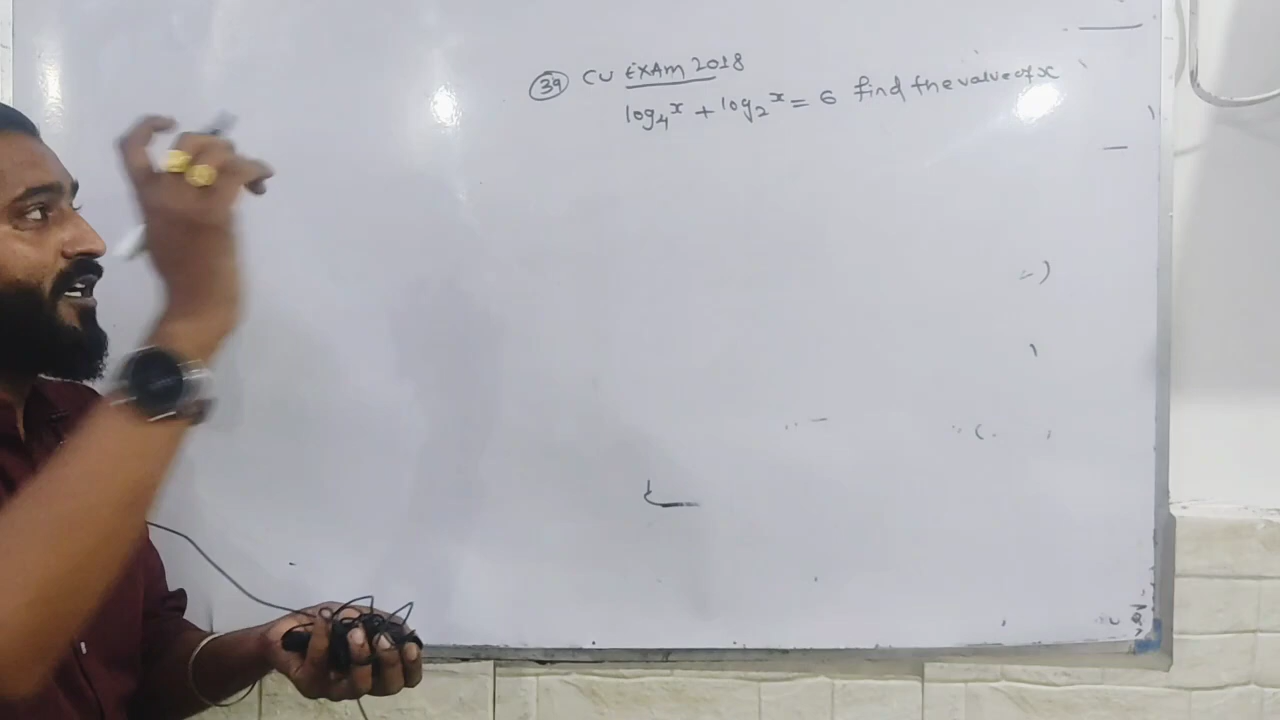 39 CU EXAM 2018
log₄ˣ + log₂ˣ = 6 find the value of x